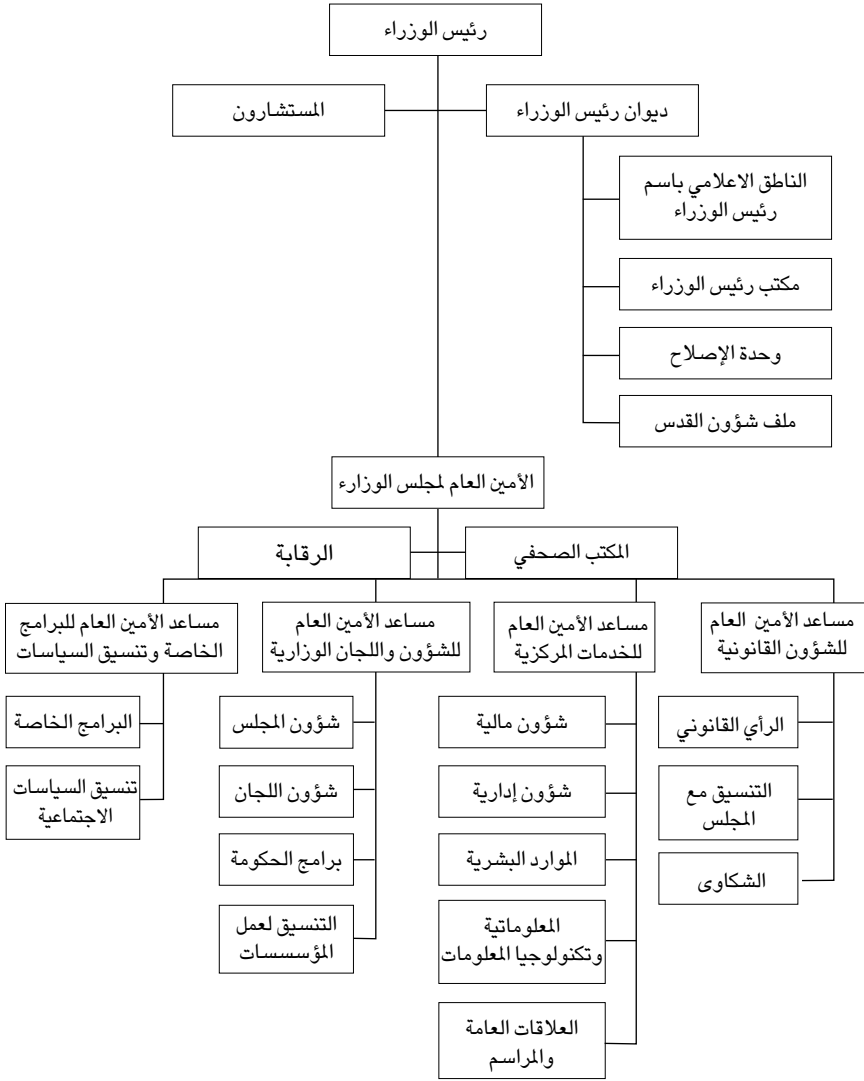 رئيس الوزراء
ديوان رئيس الوزراء
المستشارون
الناطق الاعلامي باسم
رئيس الوزراء
مكتب رئيس الوزراء
وحدة الإصلاح
ملف شؤون القدس
الأمين العام لمجلس الوزارء
المكتب الصحفي
الرقابة
مساعد الأمين العام
للشؤون القانونية
الرأي القانوني
التنسيق مع
المجلس
الشكاوى
مساعد الأمين العام
للخدمات المركزية
شؤون مالية
شؤون إدارية
الموارد البشرية
المعلوماتية
وتكنولوجيا المعلومات
العلاقات العامة
والمراسم
مساعد الأمين العام
للشؤون واللجان الوزارية
شؤون المجلس
شؤون اللجان
برامج الحكومة
التنسيق لعمل
المؤسسسات
مساعد الأمين العام للبرامج
الخاصة وتنسيق السياسات
البرامج الخاصة
تنسيق السياسات
الاجتماعية